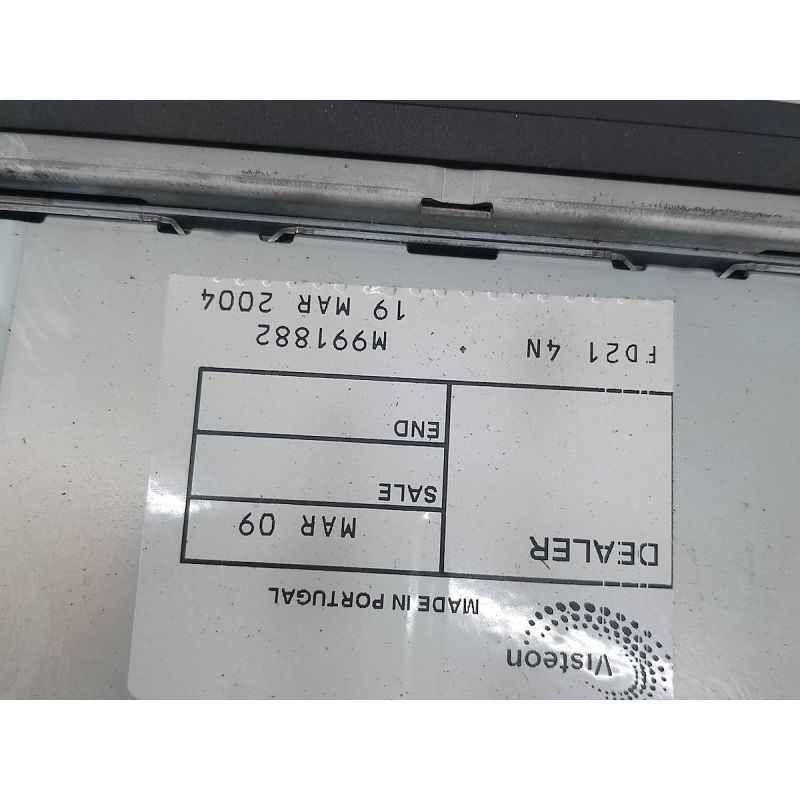 Visteon
MADE IN PORTUGAL
DEALER
MAR 09
SALE
END
FD21 4N M991882
19 MAR 2004